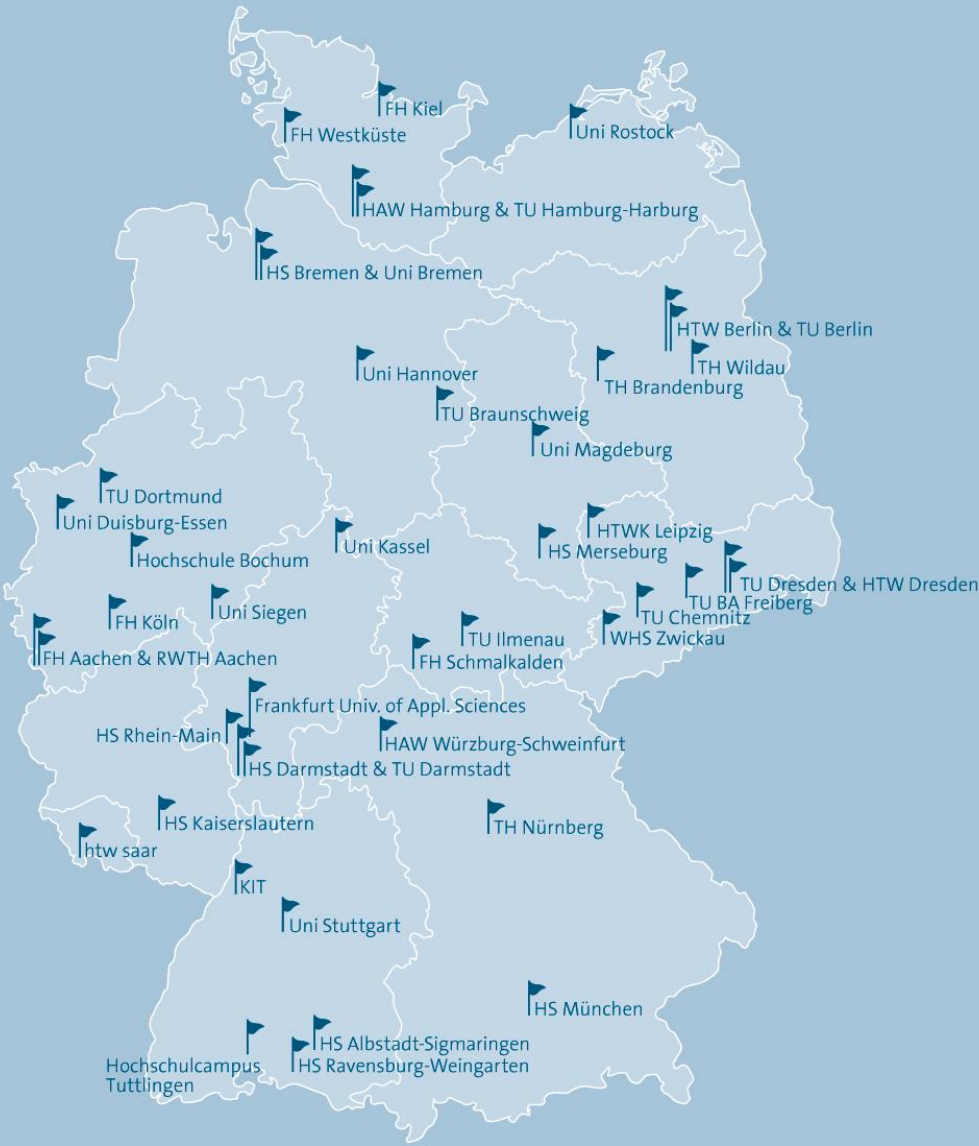 FH Kiel
FH Westküste
Uni Rostock
HAW Hamburg & TU Hamburg-Harburg
HS Bremen & Uni Bremen
HTW Berlin & TU Berlin
TH Wildau
Uni Hannover
TH Brandenburg
TU Braunschweig
Uni Magdeburg
TU Dortmund
Uni Duisburg-Essen
HTWK Leipzig
Uni Kassel
HS Merseburg
Hochschule Bochum
TU Dresden & HTW Dresden
TU BA Freiberg
Uni Siegen
TU Chemnitz
FH Köln
TU Ilmenau
WHS Zwickau
FH Aachen & RWTH Aachen
FH Schmalkalden
Frankfurt Univ. of Appl. Sciences
HS Rhein-Main
HAW Würzburg-Schweinfurt
HS Darmstadt & TU Darmstadt
HS Kaiserslautern
TH Nürnberg
htw saar
KIT
Uni Stuttgart
HS München
HS Albstadt-Sigmaringen
Hochschulcampus
Tuttlingen
HS Ravensburg-Weingarten